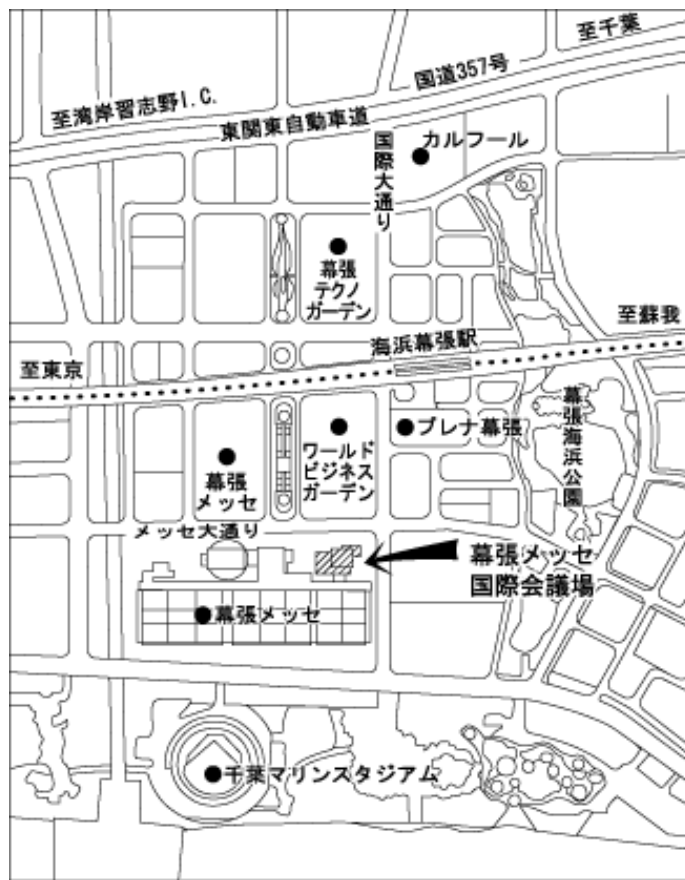 至千葉
国道357号
至湾岸習志野I.C.
東関東自動車道
カルフール
国際大通り
幕張
テクノ
ガーデン
至蘇我
海浜幕張駅
至東京
幕張海浜公園
プレナ幕張
ワールド
ビジネス
ガーデン
幕張
メッセ
メッセ大通り
幕張メッセ
国際会議場
幕張メッセ
千葉マリンスタジアム